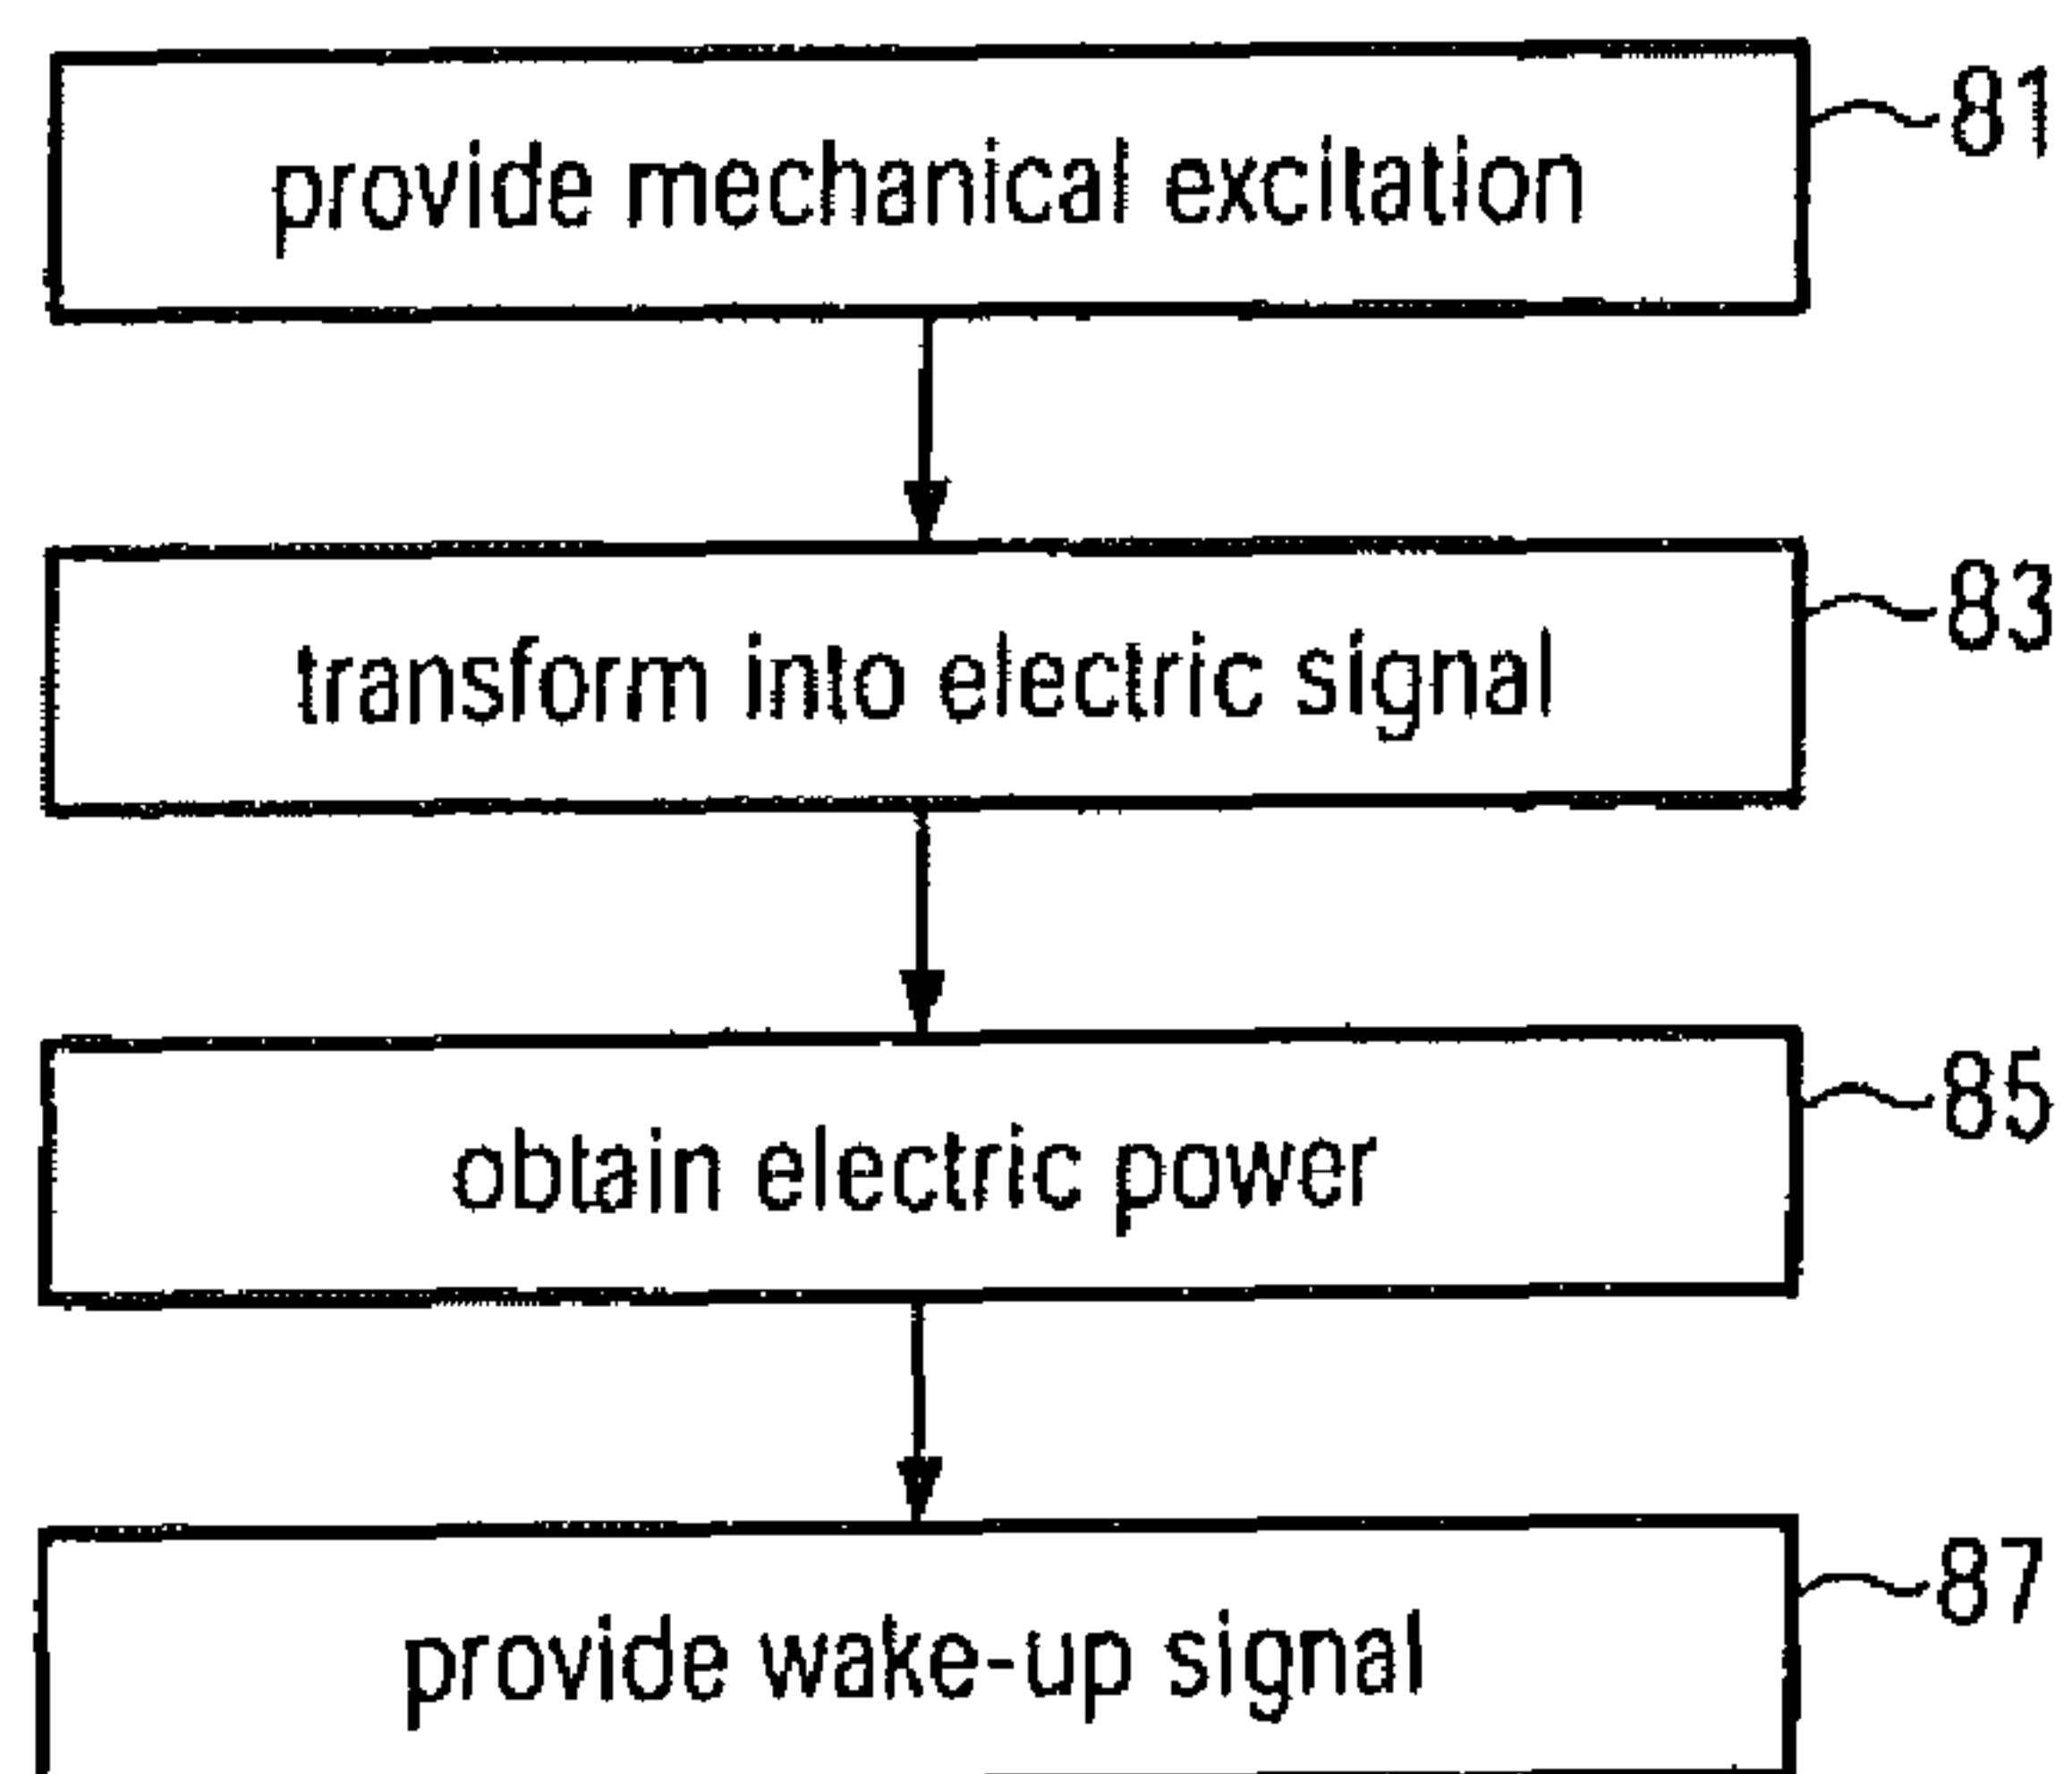 provide mechanical excitation
81
transform into electric signal
83
obtain electric power
85
provide wake-up signal
87